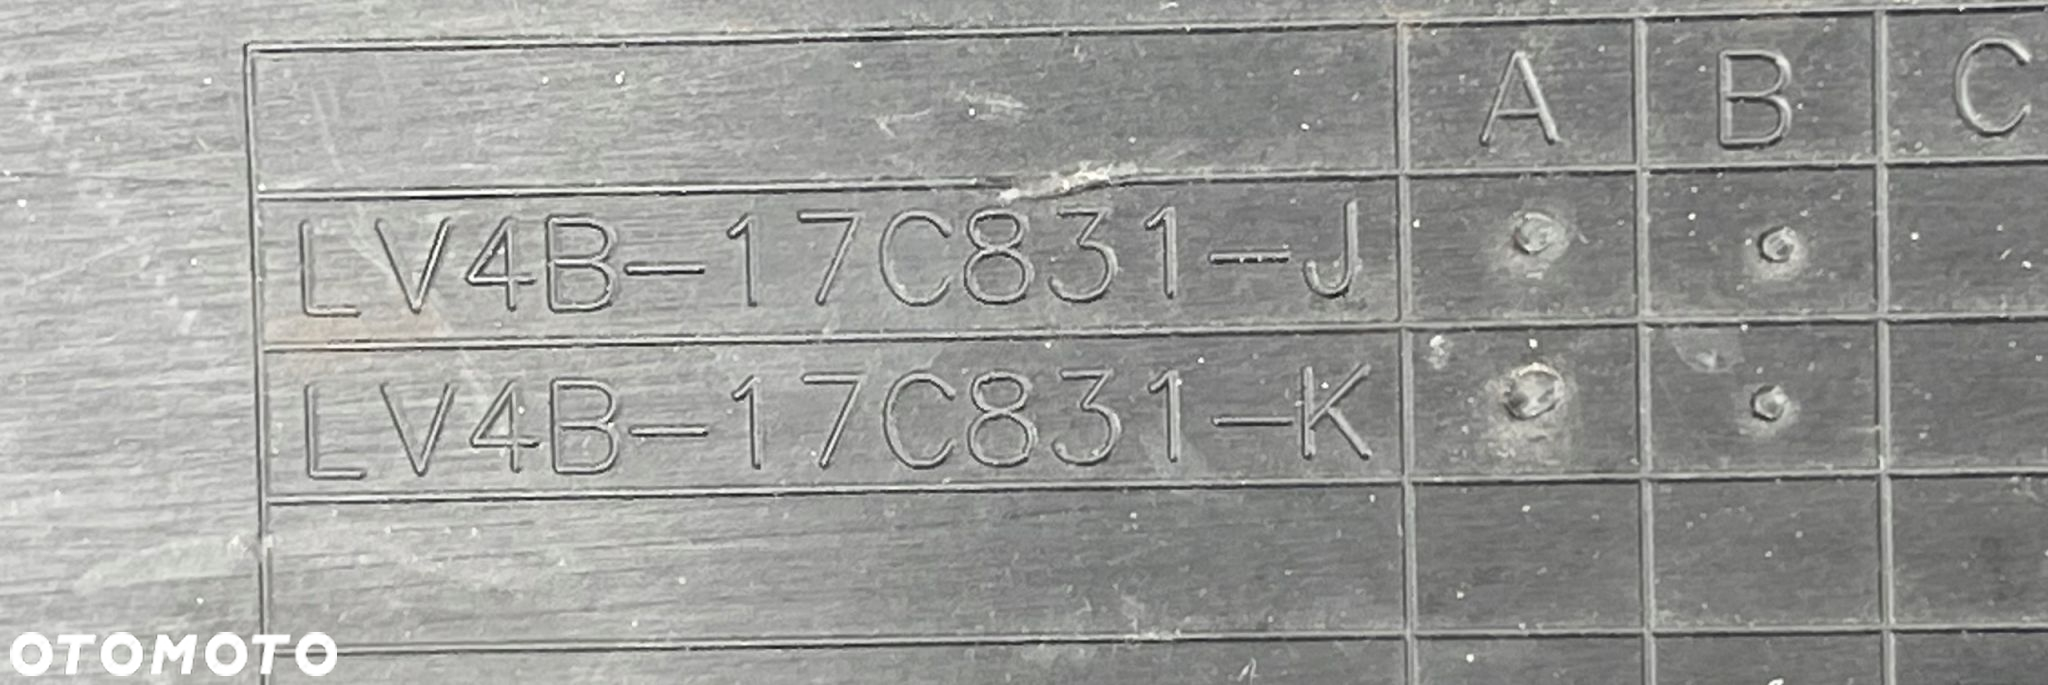 A B C
LV4B-17C831-J
LV4B-17C831-K
OTOMOTO